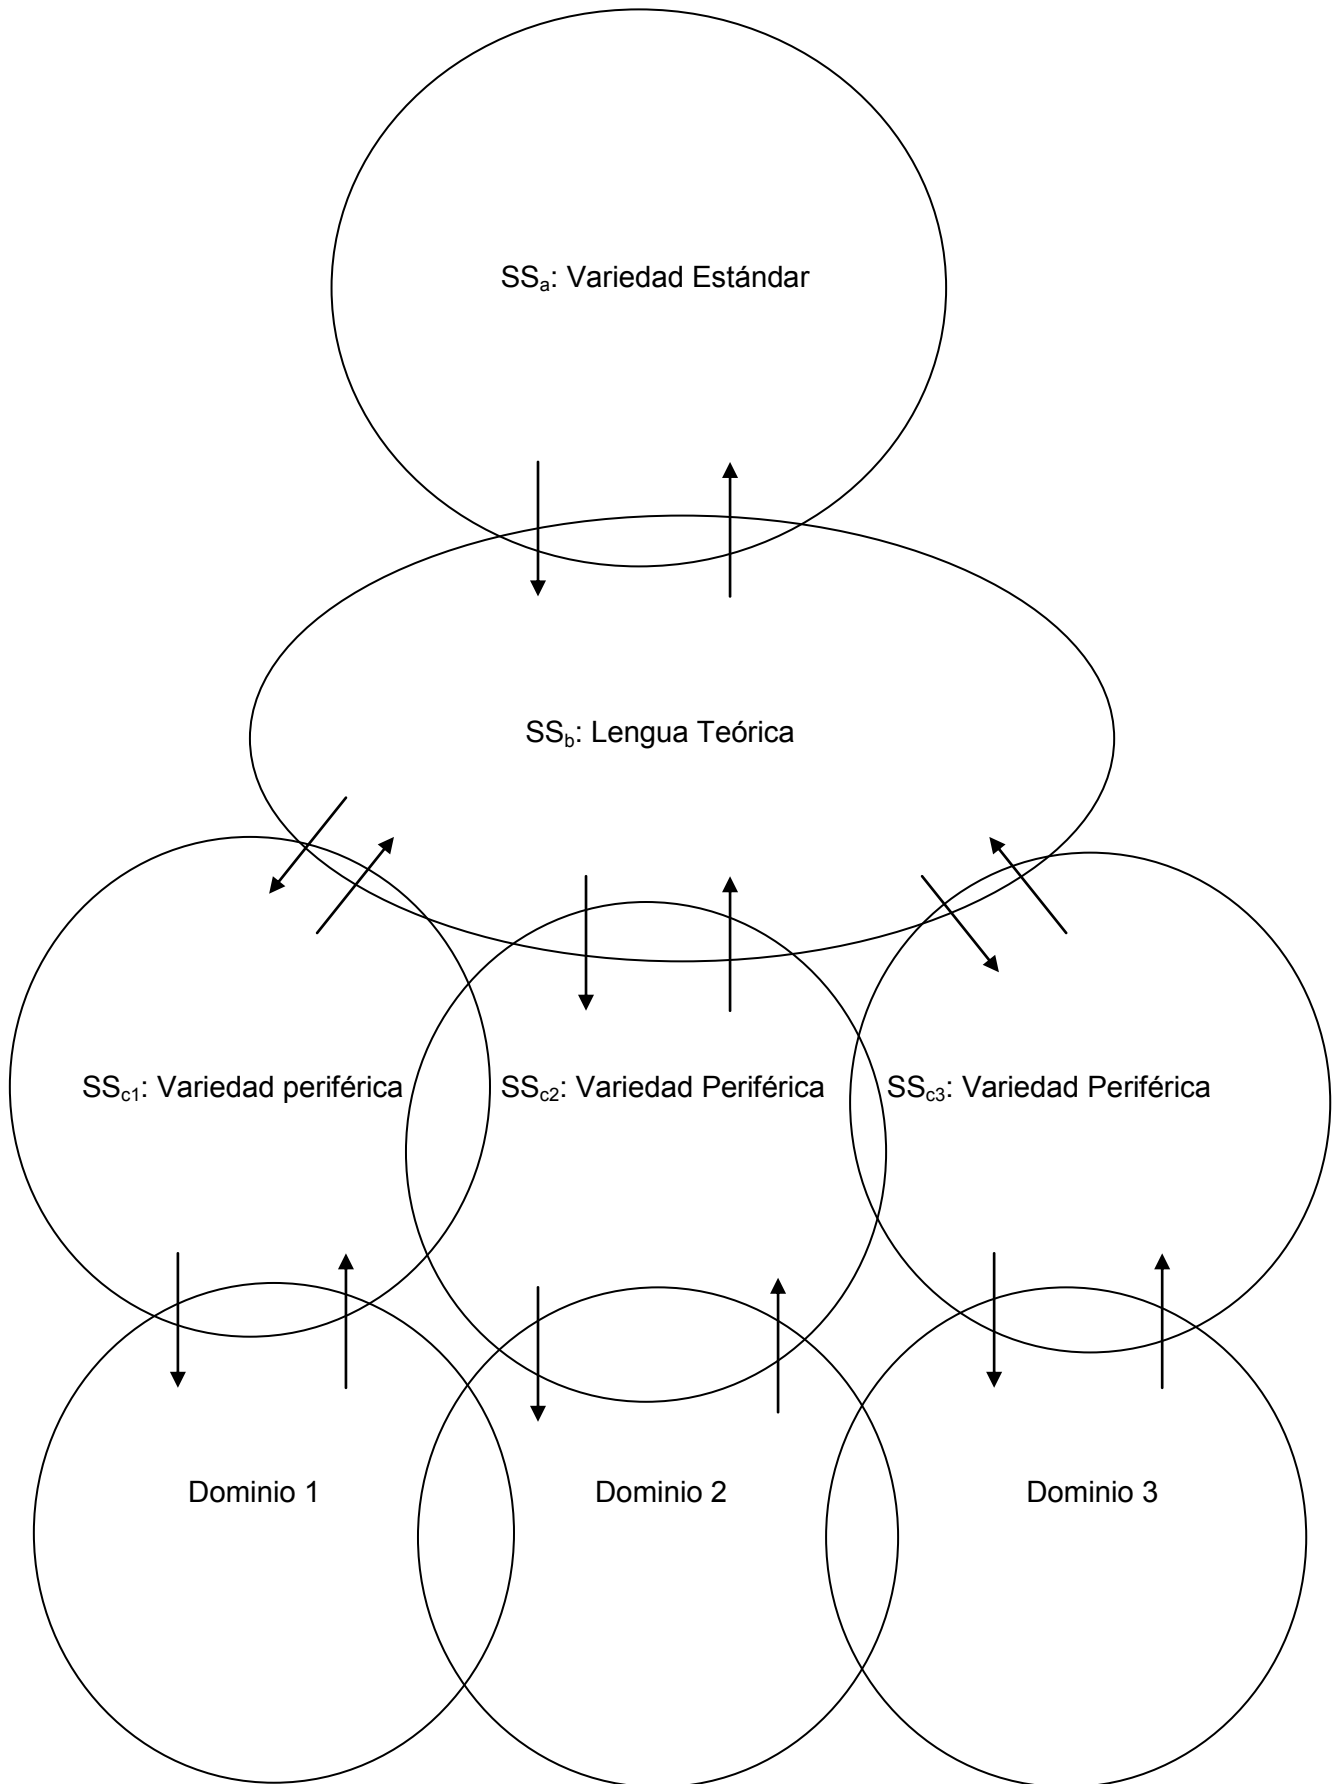 SSa: Variedad Estándar
SSb: Lengua Teórica
SSc1: Variedad periférica
SSc2: Variedad Periférica
SSc3: Variedad Periférica
Dominio 1
Dominio 2
Dominio 3